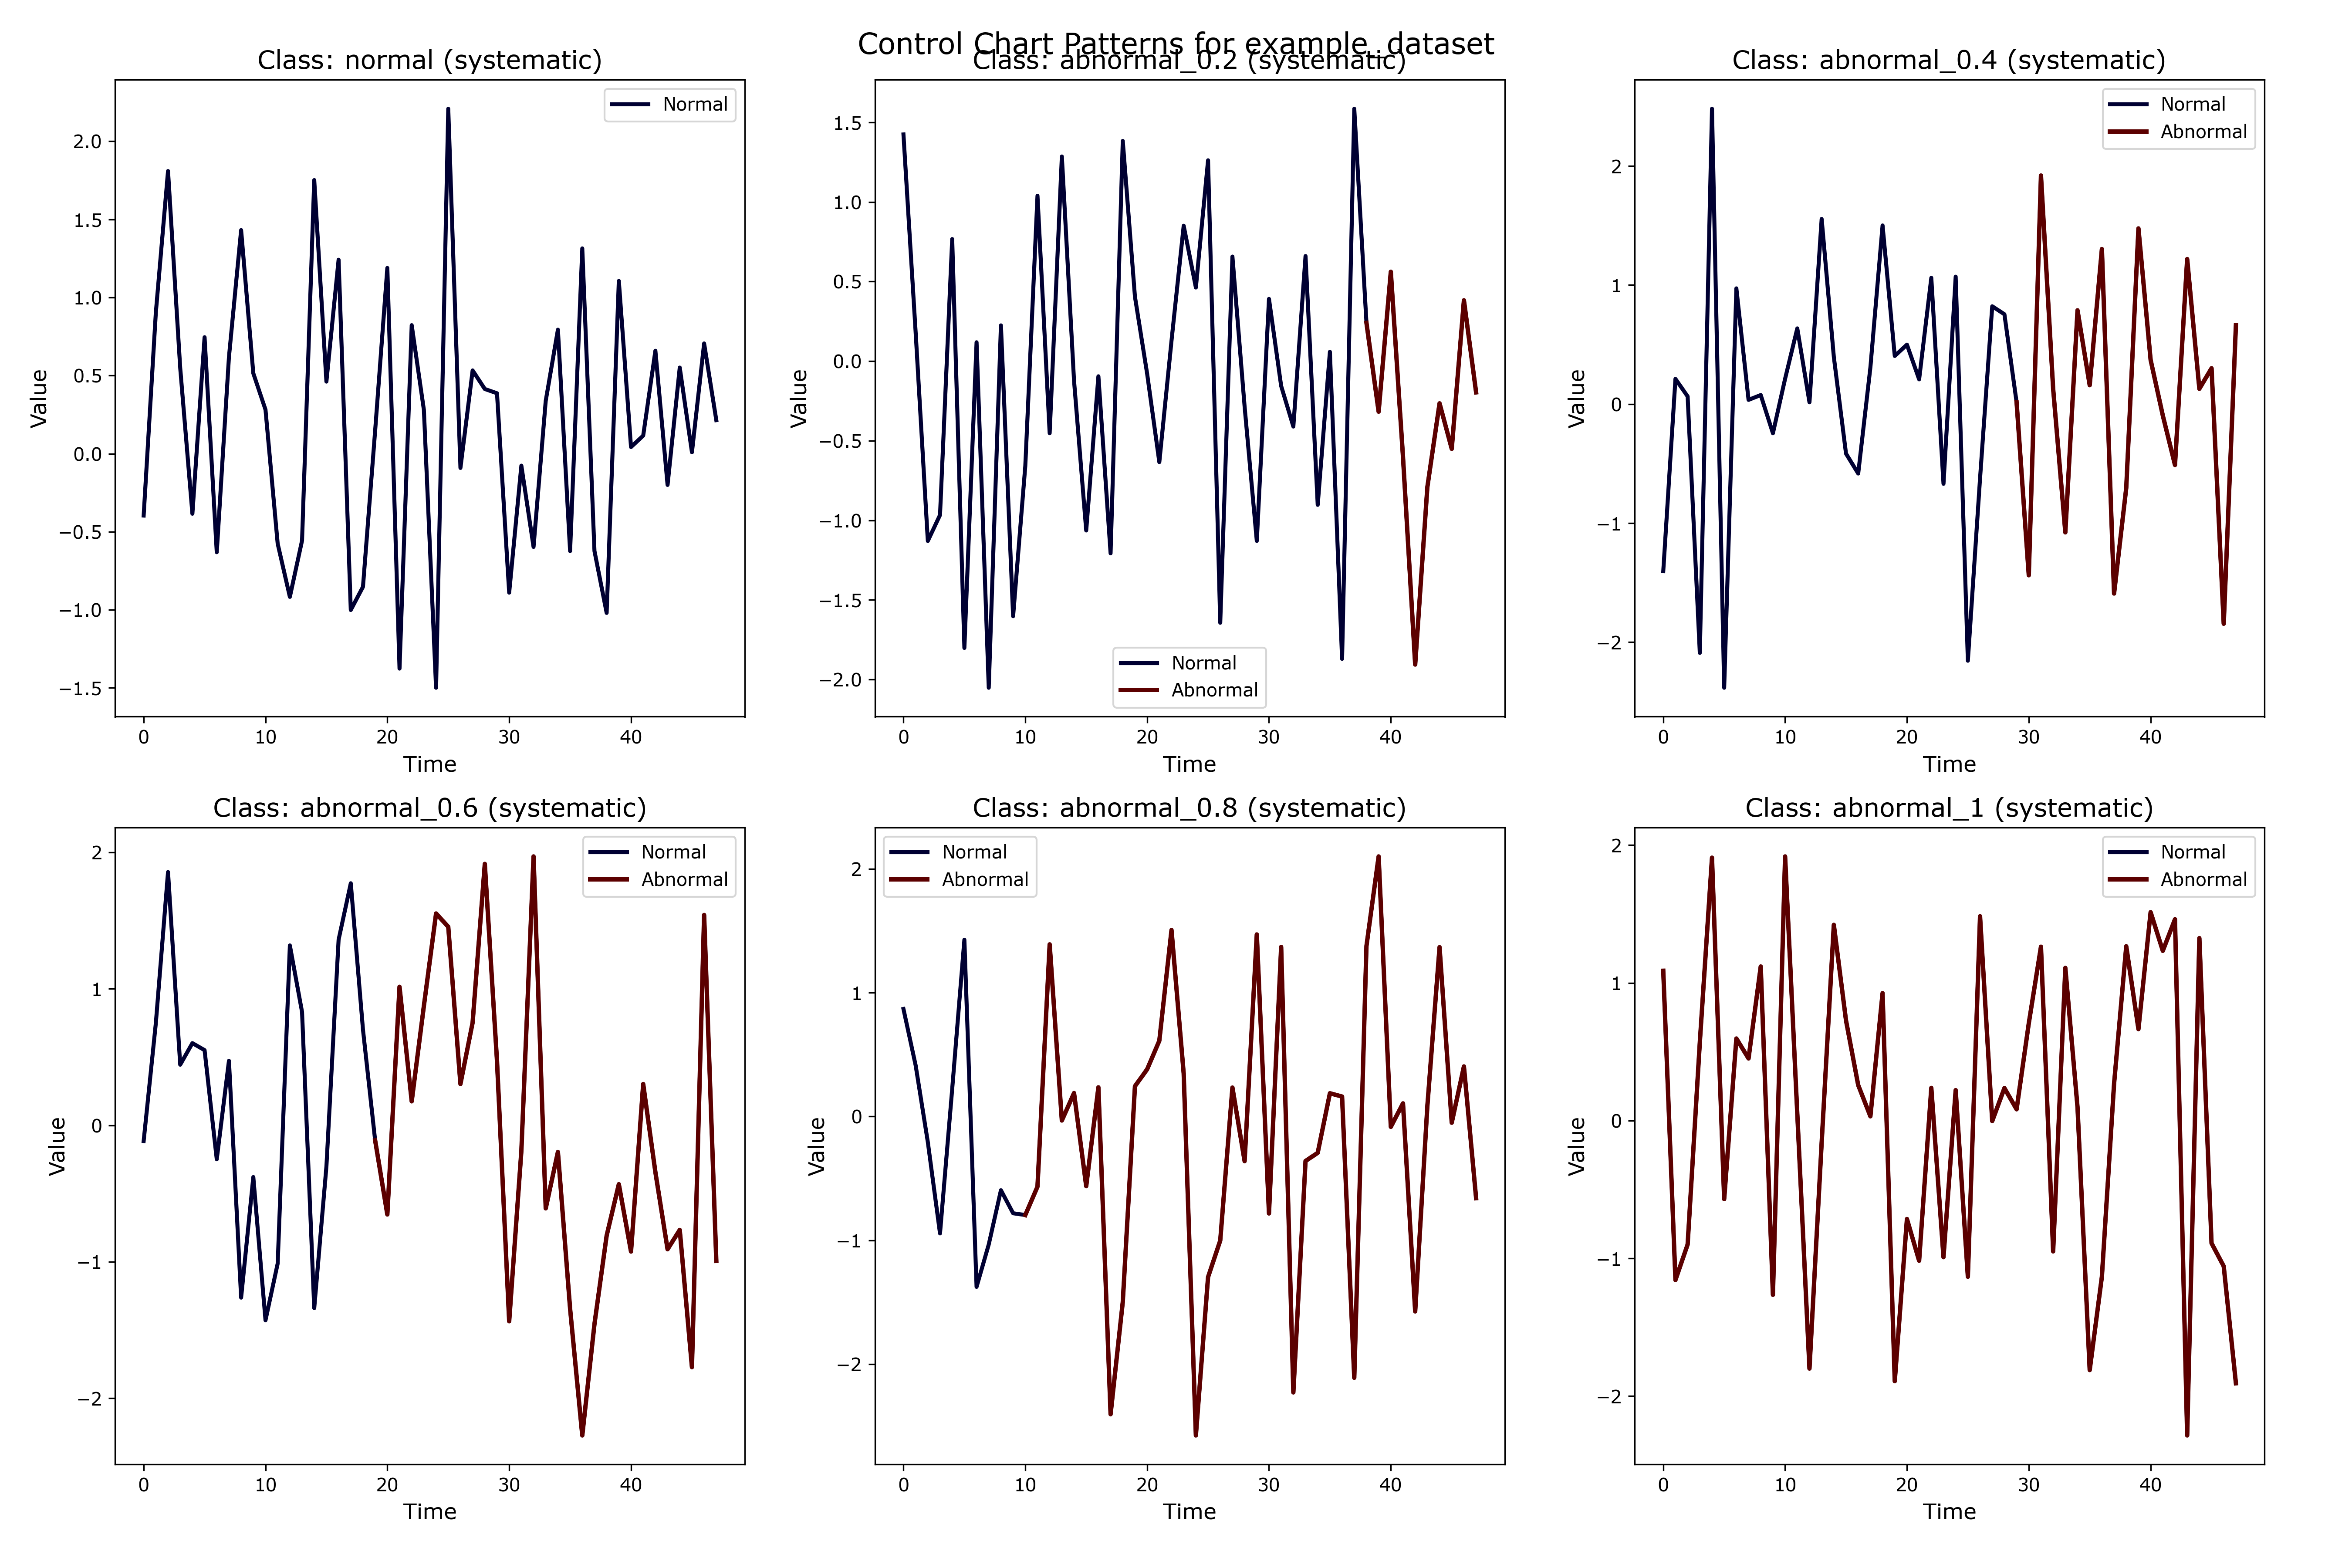 Control Chart Patterns for example_dataset
Class: normal (systematic)
Normal
Value
2.0
1.5
1.0
0.5
0.0
−0.5
−1.0
−1.5
0 10 20 30 40
Time
Class: abnormal_0.2 (systematic)
Value
1.5
1.0
0.5
0.0
−0.5
−1.0
−1.5
−2.0
Normal
Abnormal
0 10 20 30 40
Time
Class: abnormal_0.4 (systematic)
Normal
Abnormal
Value
2
1
0
−1
−2
0 10 20 30 40
Time
Class: abnormal_0.6 (systematic)
Normal
Abnormal
Value
2
1
0
−1
−2
0 10 20 30 40
Time
Class: abnormal_0.8 (systematic)
Normal
Abnormal
Value
2
1
0
−1
−2
0 10 20 30 40
Time
Class: abnormal_1 (systematic)
Normal
Abnormal
Value
2
1
0
−1
−2
0 10 20 30 40
Time